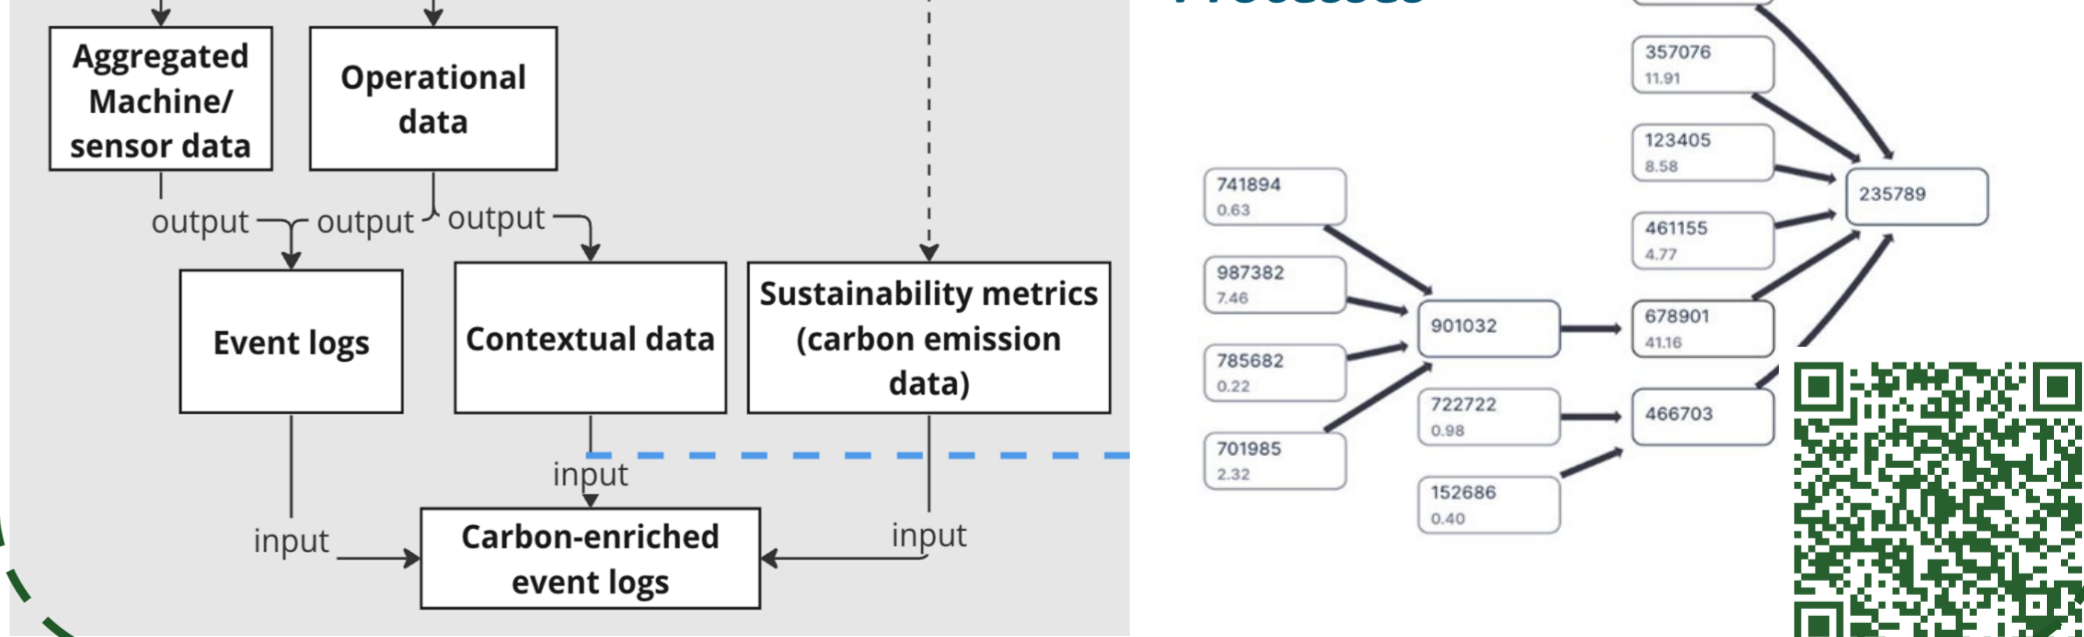 Processes
Aggregated
Machine/
sensor data
Operational
data
output
output
output
Event logs
Contextual data
Sustainability metrics
(carbon emission
data)
input
input
input
Carbon-enriched
event logs
357076
11.91
123405
8.58
741894
0.63
235789
461155
4.77
987382
7.46
901032
678901
41.16
785682
0.22
722722
0.98
466703
701985
2.32
152686
0.40